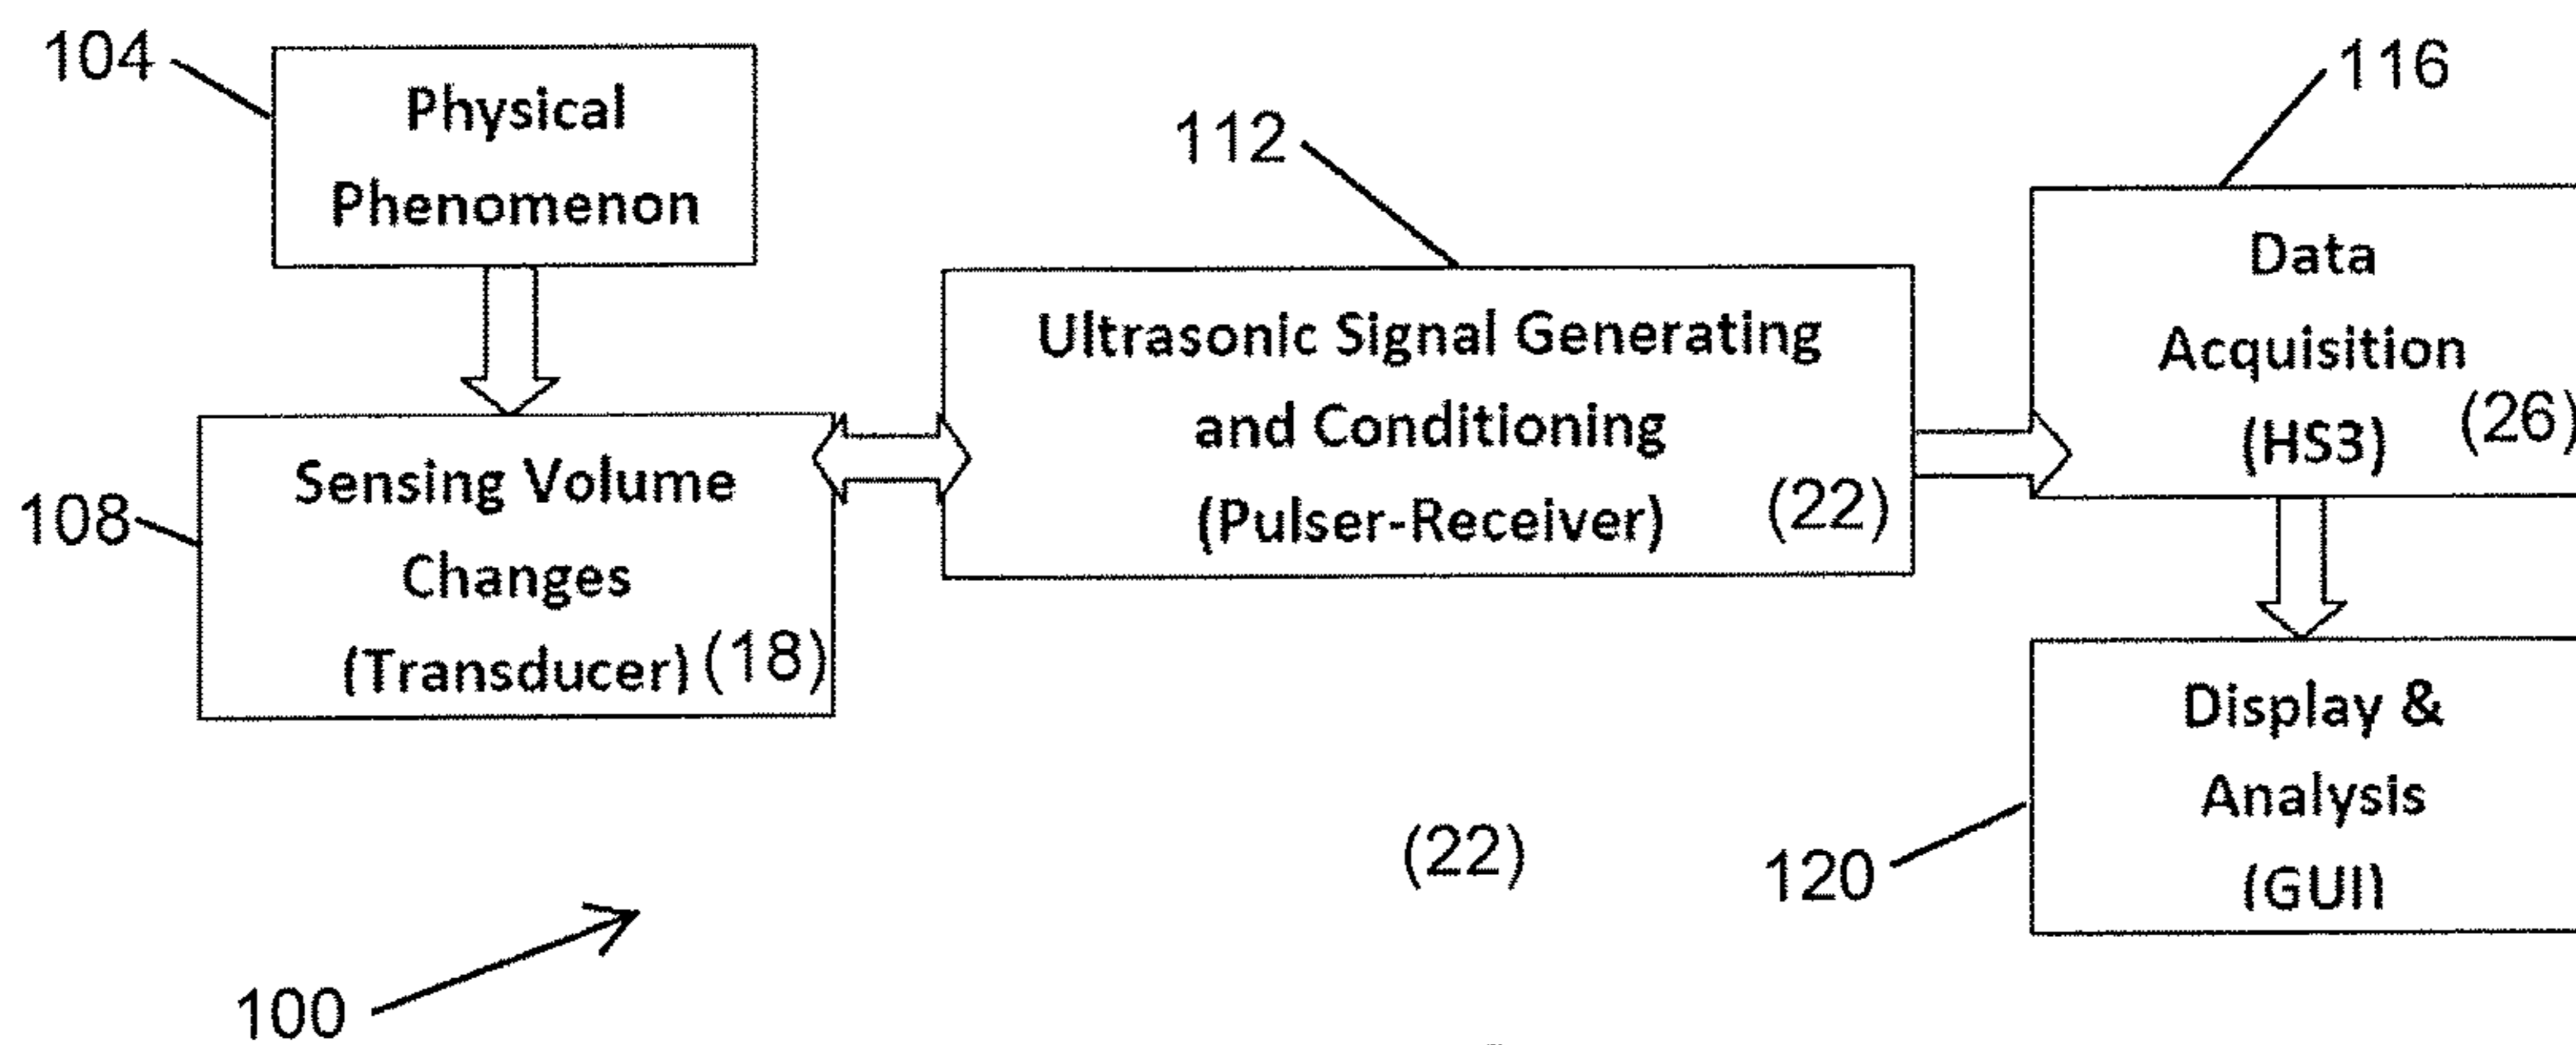 104
Physical
Phenomenon
108
Sensing Volume
Changes
(Transducer) (18)
112
Ultrasonic Signal Generating
and Conditioning
(Pulser-Receiver) (22)
116
Data
Acquisition
(HS3) (26)
120
Display &
Analysis
(GUI)
(22)
100